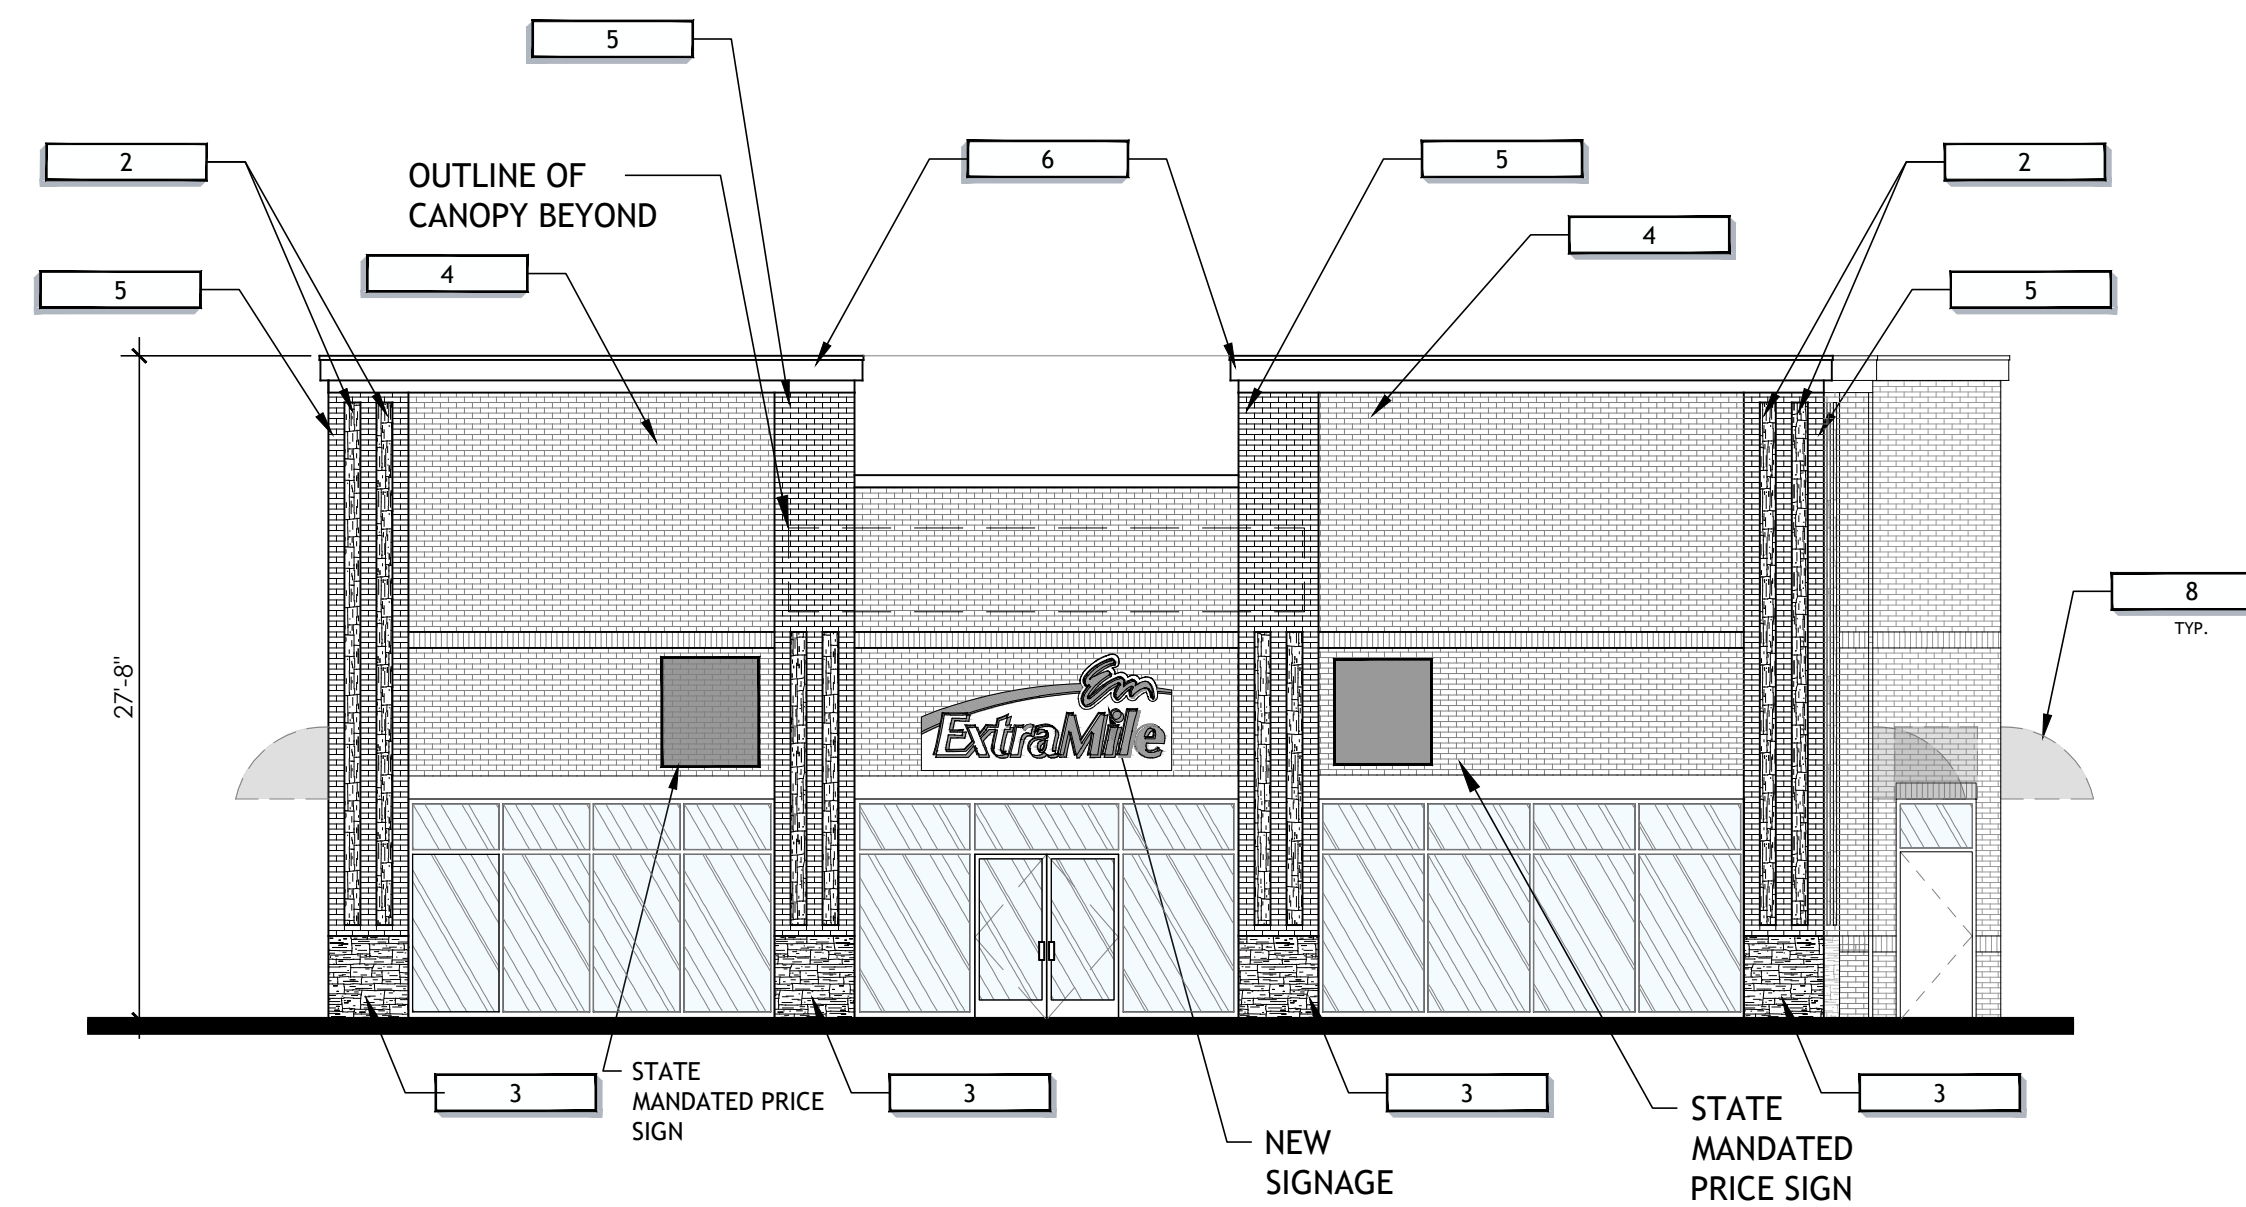 5
2
OUTLINE OF
CANOPY BEYOND
6
5
2
4
4
5
5
27'-8"
8
TYP.
Em
ExtraMile
3
STATE
MANDATED PRICE
SIGN
3
3
3
NEW
SIGNAGE
STATE
MANDATED
PRICE SIGN